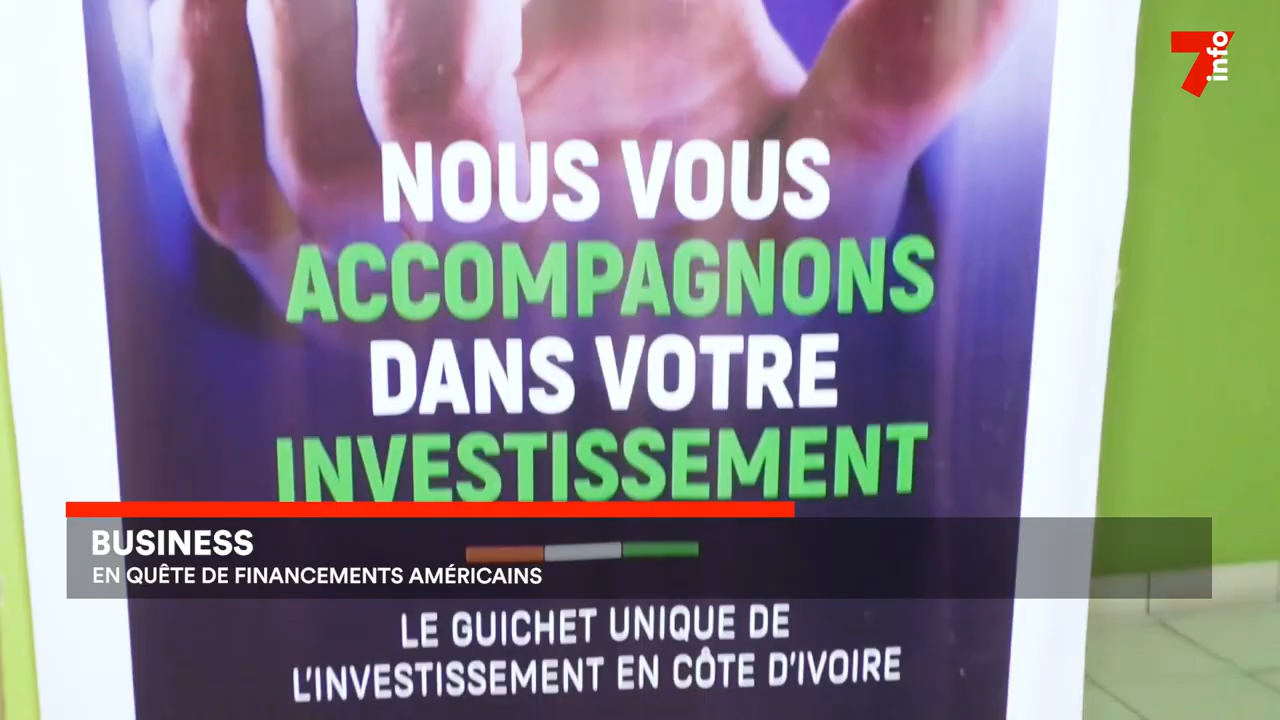 7info
NOUS VOUS
ACCOMPAGNONS
DANS VOTRE
INVESTISSEMENT
BUSINESS
EN QUÊTE DE FINANCEMENTS AMÉRICAINS
LE GUICHET UNIQUE DE
L'INVESTISSEMENT EN CÔTE D'IVOIRE